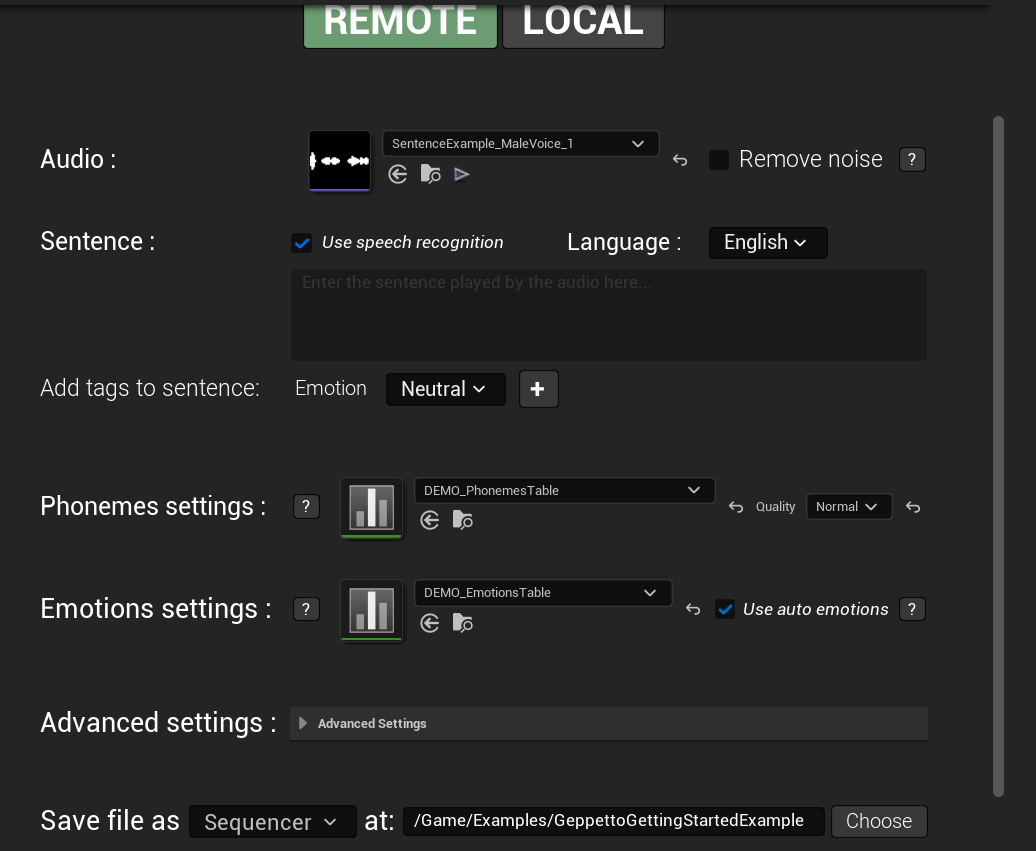 REMOTE LOCAL
Audio : SentenceExample_MaleVoice_1 Remove noise ?
Sentence : Use speech recognition Language : English
Enter the sentence played by the audio here...
Add tags to sentence: Emotion Neutral +
Phonemes settings : ? DEMO_PhonemesTable Quality Normal
Emotions settings : ? DEMO_EmotionsTable Use auto emotions ?
Advanced settings : Advanced Settings
Save file as Sequencer at: /Game/Examples/GeppettoGettingStartedExample Choose